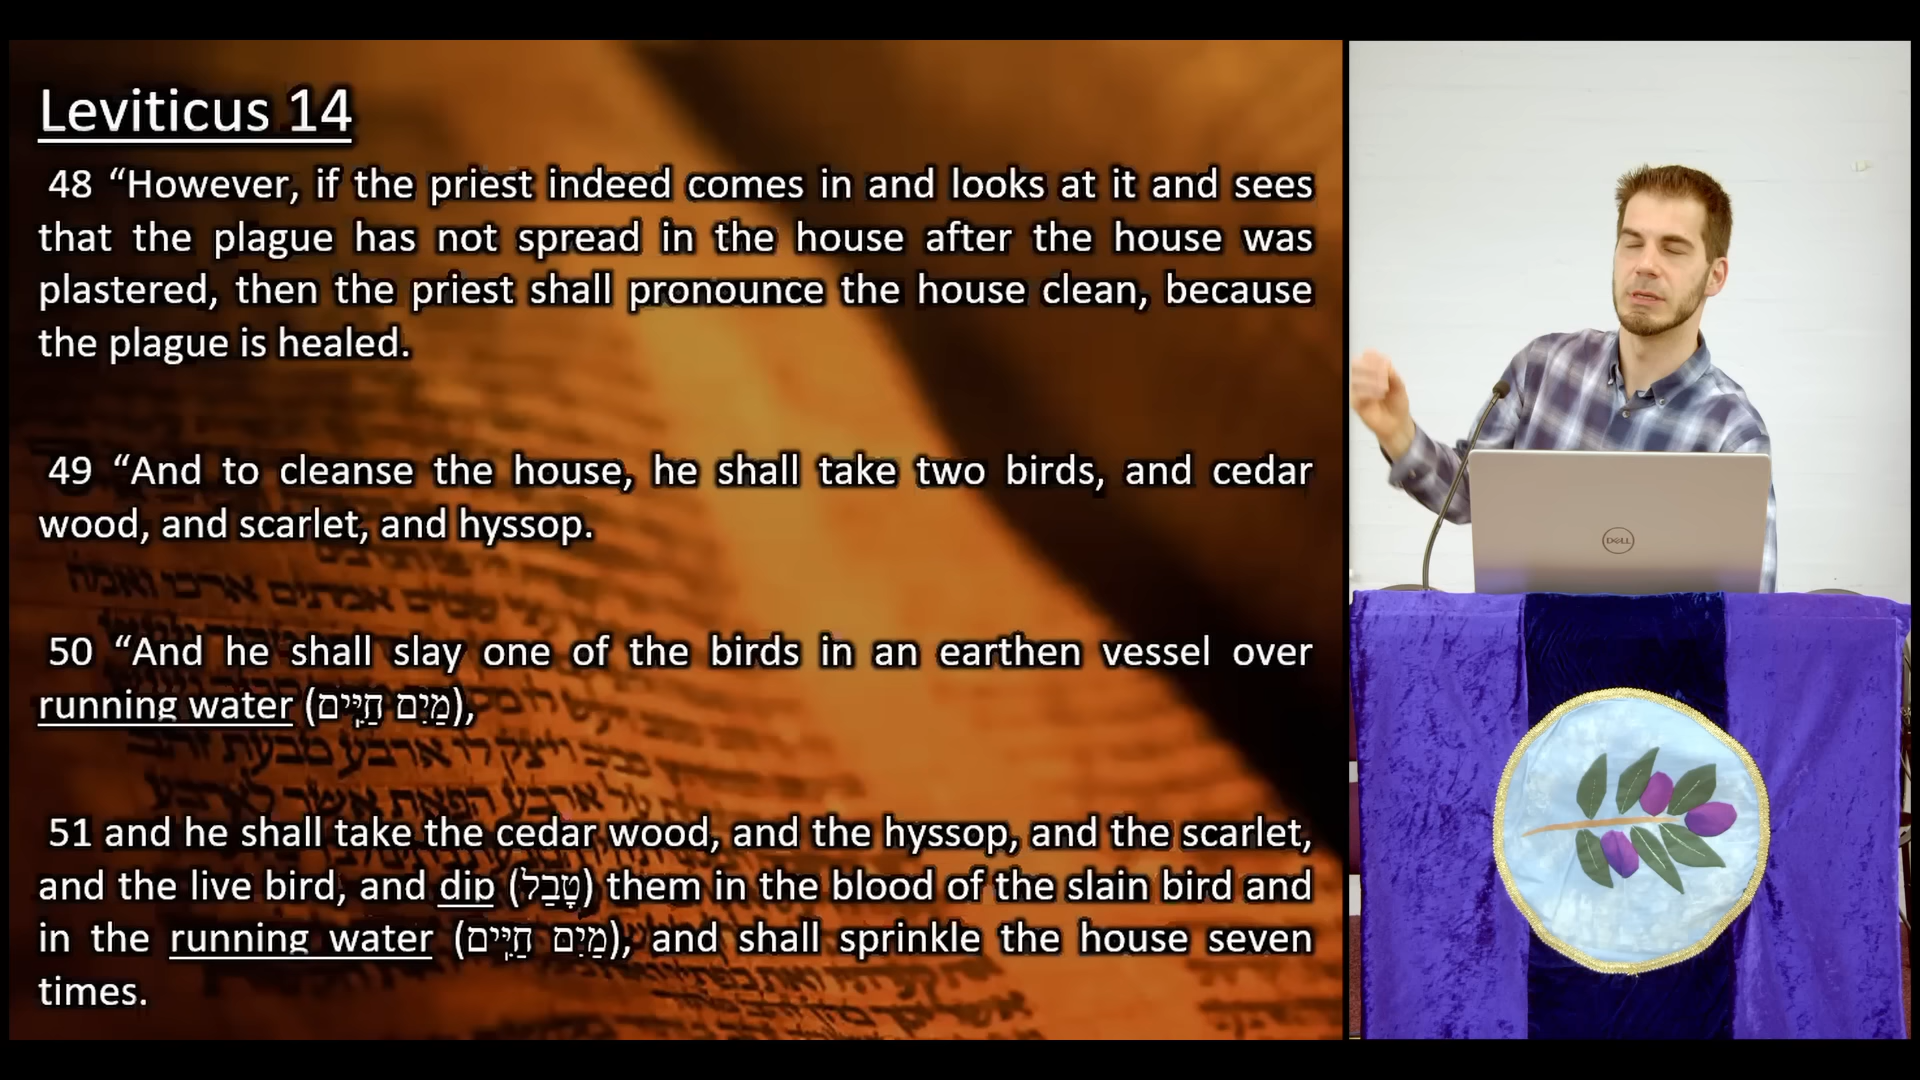 Leviticus 14
48 “However, if the priest indeed comes in and looks at it and sees
that the plague has not spread in the house after the house was
plastered, then the priest shall pronounce the house clean, because
the plague is healed.
49 “And to cleanse the house, he shall take two birds, and cedar
wood, and scarlet, and hyssop.
50 “And he shall slay one of the birds in an earthen vessel over
running water (מַיִם חַיִּים),
51 and he shall take the cedar wood, and the hyssop, and the scarlet,
and the live bird, and dip (טָבַל) them in the blood of the slain bird and
in the running water (מַיִם חַיִּים), and shall sprinkle the house seven
times.
DELL